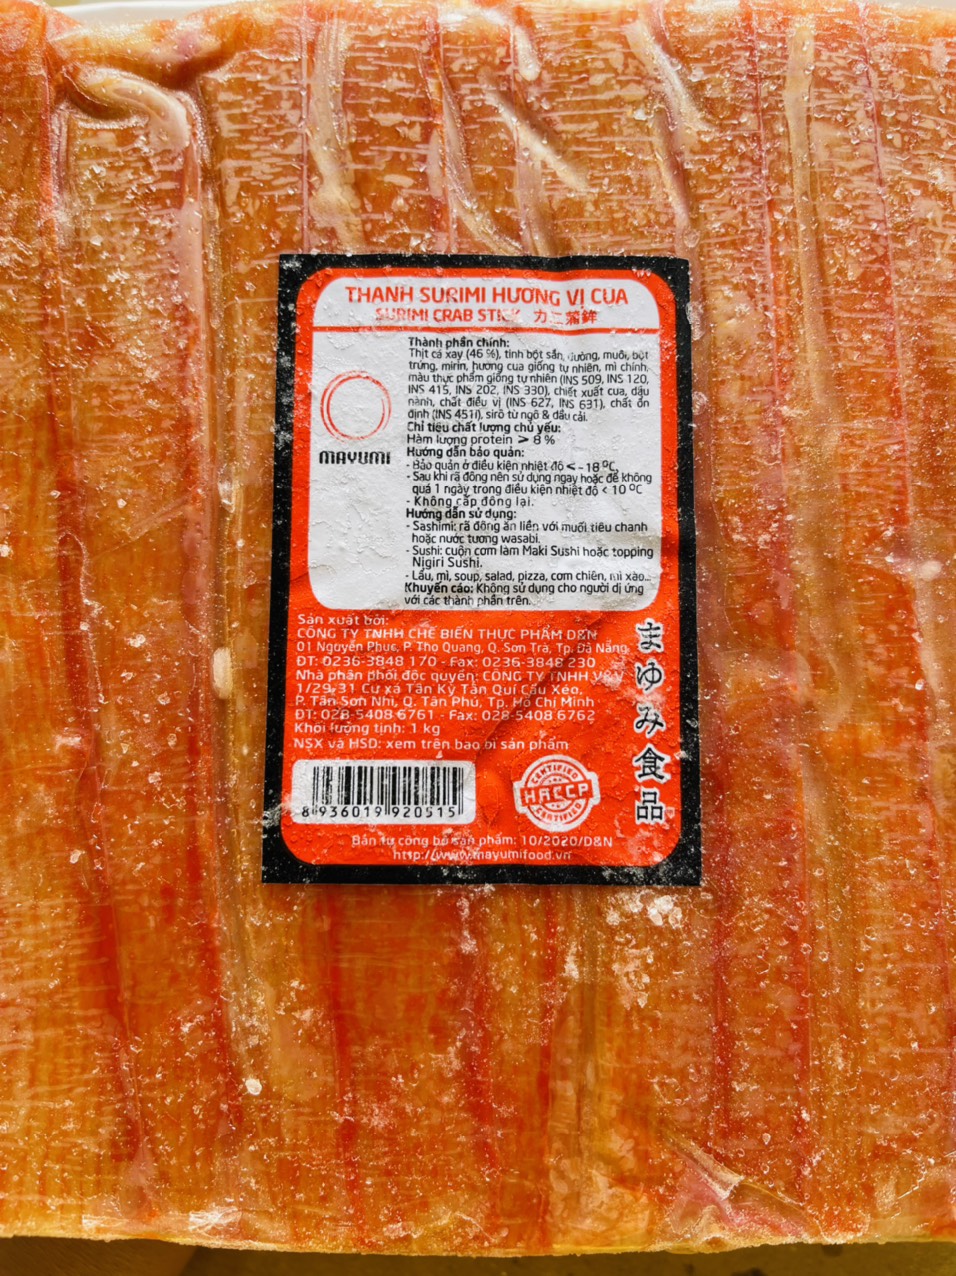 THANH SURIMI HƯƠNG VỊ CUA
SURIMI CRAB STICK カニ蒲鉾
Thành phần chính:
Thịt cá xay (46 %), tinh bột sắn, đường, muối, bột
trứng, mirin, hương cua giống tự nhiên, mì chính,
màu thực phẩm giống tự nhiên (INS 509, INS 120,
INS 415, INS 202, INS 330), chiết xuất cua, dầu
nành, chất điều vị (INS 627, INS 631), chất ổn
định (INS 451i), sirô từ ngô & dầu cải.
Chỉ tiêu chất lượng chủ yếu:
Hàm lượng protein > 8 %
Hướng dẫn bảo quản:
- Bảo quản ở điều kiện nhiệt độ < -18 ºC
- Sau khi rã đông nên sử dụng ngay hoặc để không
quá 1 ngày trong điều kiện nhiệt độ < 10 ºC
- Không cấp đông lại.
Hướng dẫn sử dụng:
- Sashimi: rã đông ăn liền với muối tiêu chanh
hoặc nước tương wasabi.
- Sushi: cuộn cơm làm Maki Sushi hoặc topping
Nigiri Sushi.
- Lẩu, mì, soup, salad, pizza, cơm chiên, mì xào...
Khuyến cáo: Không sử dụng cho người dị ứng
với các thành phần trên.
MAYUMI
Sản xuất bởi:
CÔNG TY TNHH CHẾ BIẾN THỰC PHẨM D&N
01 Nguyễn Phục, P. Thọ Quang, Q. Sơn Trà, Tp. Đà Nẵng
ĐT: 0236-3848 170 - Fax: 0236-3848 230
Nhà phân phối độc quyền: CÔNG TY TNHH V&V
1/29-31 Cư xá Tân Kỳ Tân Quí Cầu Xéo,
P. Tân Sơn Nhì, Q. Tân Phú, Tp. Hồ Chí Minh
ĐT: 028-5408 6761 - Fax: 028-5408 6762
Khối lượng tịnh: 1 kg
NSX và HSD: xem trên bao bì sản phẩm
まゆみ食品
8 936019 920515
CERTIFIED
HACCP
CERTIFIED
Bản tự công bố sản phẩm: 10/2020/D&N
http://www.mayumifood.vn